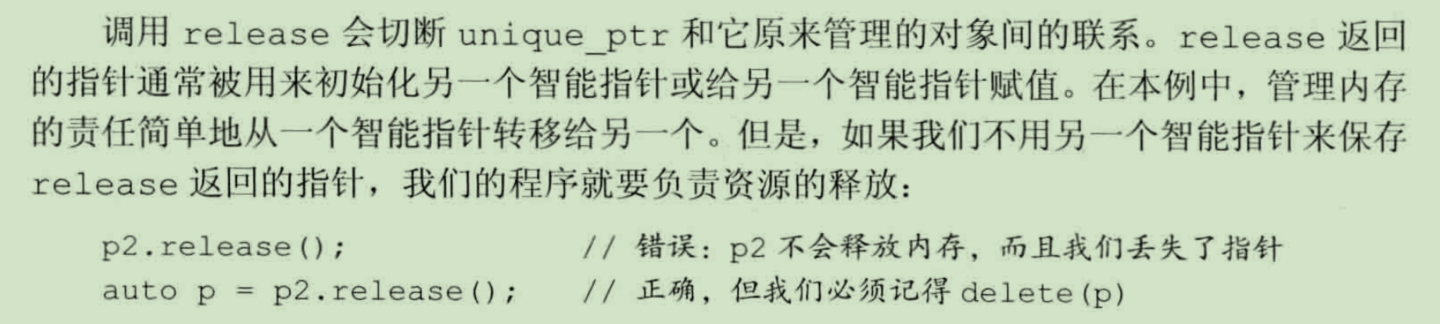 调用 release 会切断 unique_ptr 和它原来管理的对象间的联系。release 返回
的指针通常被用来初始化另一个智能指针或给另一个智能指针赋值。在本例中，管理内存
的责任简单地从一个智能指针转移给另一个。但是，如果我们不用另一个智能指针来保存
release 返回的指针，我们的程序就要负责资源的释放：
p2.release();  // 错误：p2 不会释放内存，而且我们丢失了指针
auto p = p2.release();  // 正确，但我们必须记得 delete(p)